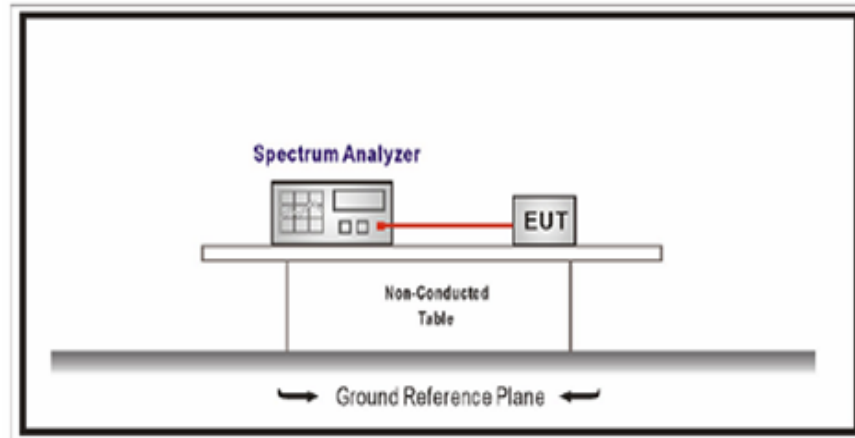 Spectrum Analyzer
EUT
Non-Conducted
Table
Ground Reference Plane